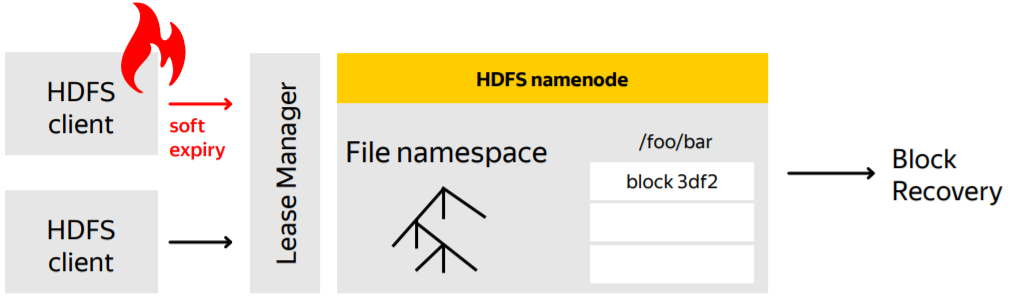 HDFS
client
soft
expiry
HDFS
client
Lease Manager
HDFS namenode
File namespace
/foo/bar
block 3df2
Block
Recovery